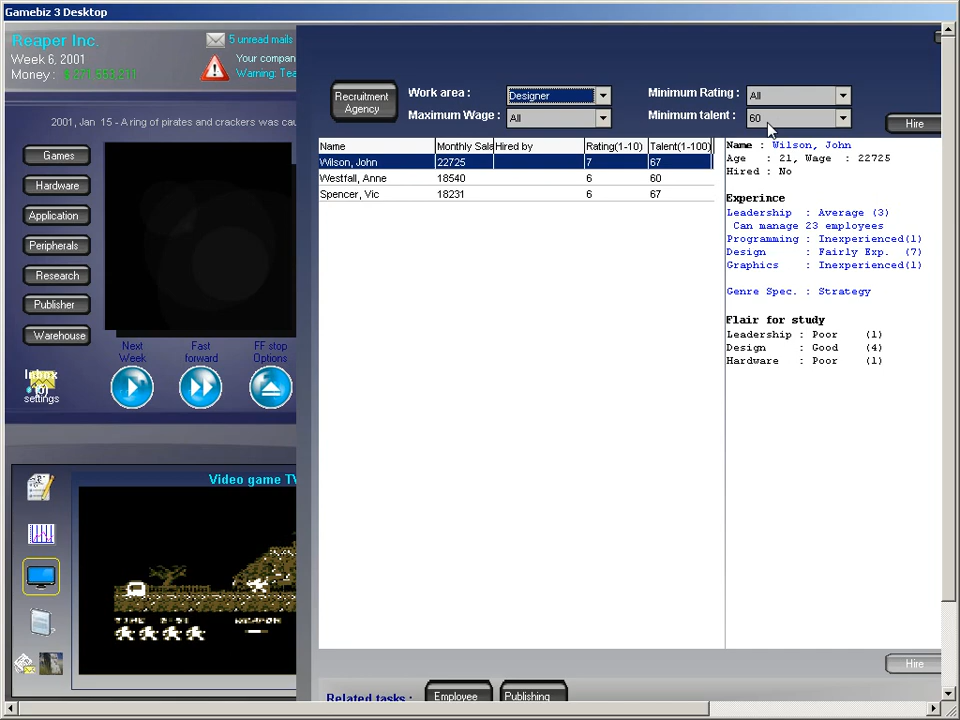 Gamebiz 3 Desktop
Reaper Inc.
Week 6, 2001
Money :
5 unread mails
Your compan
Warning: Tea
2001, Jan 15 - A ring of pirates and crackers was cau
Games
Hardware
Application
Peripherals
Research
Publisher
Warehouse
Next Week
Fast forward
FF stop Options
Inbox
settings
Video game TV
TIME
WEAPON
Recruitment Agency
Work area : Designer
Maximum Wage : All
Minimum Rating : All
Minimum talent : 60
Hire
Name Monthly Sala Hired by Rating(1-10) Talent(1-100)
Wilson, John 22725 7 67
Westfall, Anne 18540 6 60
Spencer, Vic 18231 6 67
Name : Wilson, John
Age : 21, Wage : 22725
Hired : No
Experince
Leadership : Average (3)
Can manage 23 employees
Programming : Inexperienced(1)
Design : Fairly Exp. (7)
Graphics : Inexperienced(1)
Genre Spec. : Strategy
Flair for study
Leadership : Poor (1)
Design : Good (4)
Hardware : Poor (1)
Hire
Related tasks :
Employee
Publishing